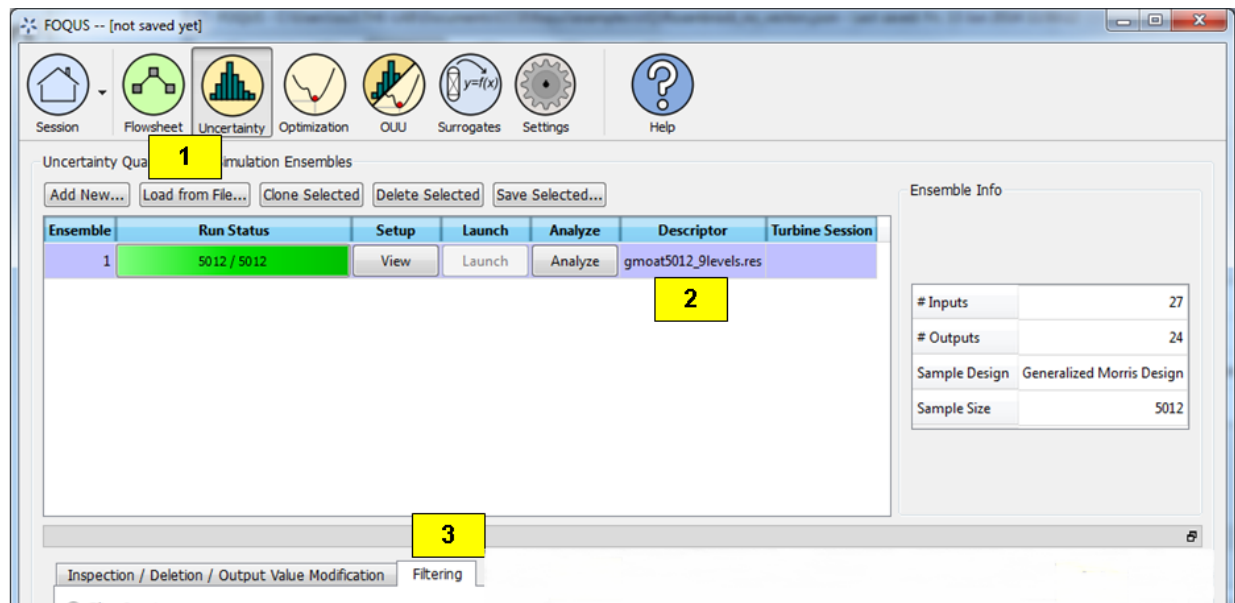 FOQUS -- [not saved yet]
y=f(x)
Session Flowsheet Uncertainty Optimization OUU Surrogates Settings Help
1
Uncertainty Qua imulation Ensembles
Add New... Load from File... Clone Selected Delete Selected Save Selected...
Ensemble Info
Ensemble Run Status Setup Launch Analyze Descriptor Turbine Session
1 5012 / 5012 View Launch Analyze gmoat5012_9levels.res
2
# Inputs 27
# Outputs 24
Sample Design Generalized Morris Design
Sample Size 5012
3
Inspection / Deletion / Output Value Modification Filtering